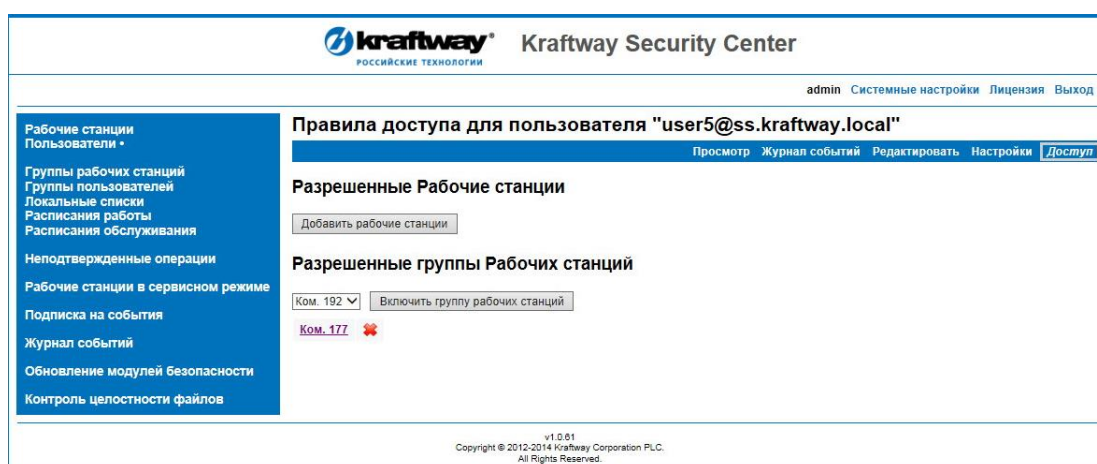 kraftway Kraftway Security Center
РОССИЙСКИЕ ТЕХНОЛОГИИ
admin Системные настройки Лицензия Выход
Рабочие станции
Пользователи •
Группы рабочих станций
Группы пользователей
Локальные списки
Расписания работы
Расписания обслуживания
Неподтвержденные операции
Рабочие станции в сервисном режиме
Подписка на события
Журнал событий
Обновление модулей безопасности
Контроль целостности файлов
Правила доступа для пользователя "user5@ss.kraftway.local"
Просмотр Журнал событий Редактировать Настройки Доступ
Разрешенные Рабочие станции
Добавить рабочие станции
Разрешенные группы Рабочих станций
Ком. 192 Включить группу рабочих станций
Ком. 177
v1.0.61
Copyright © 2012-2014 Kraftway Corporation PLC.
All Rights Reserved.